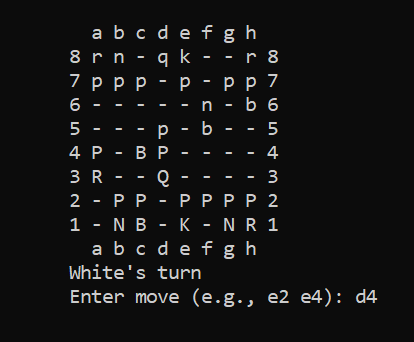 a b c d e f g h
8 r n - q k - - r 8
7 p p p - p - p p 7
6 - - - - - n - b 6
5 - - - p - b - - 5
4 P - B P - - - - 4
3 R - - Q - - - - 3
2 - P P - P P P P 2
1 - N B - K - N R 1
a b c d e f g h
White's turn
Enter move (e.g., e2 e4): d4